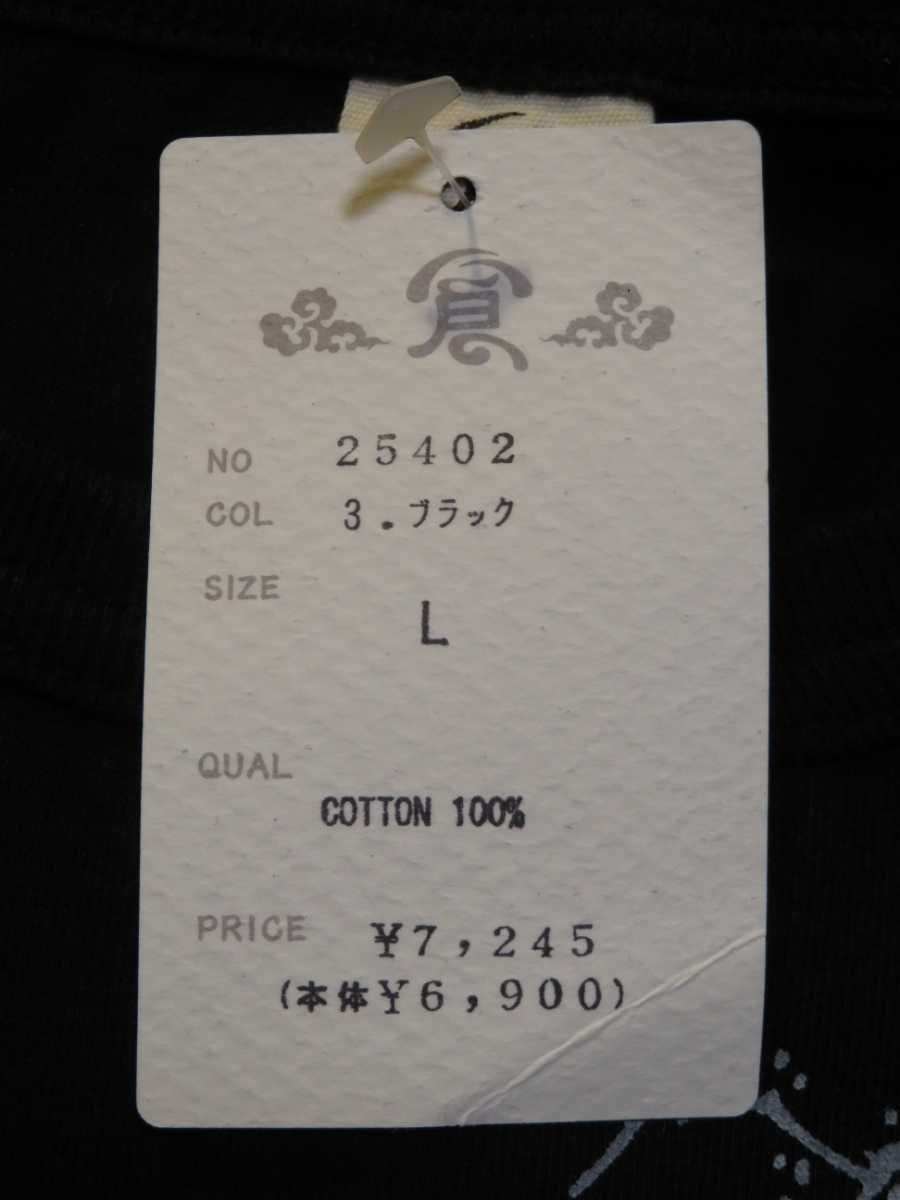 倉
NO 25402
COL 3.ブラック
SIZE
L
QUAL
COTTON 100%
PRICE ¥7,245
(本体¥6,900)